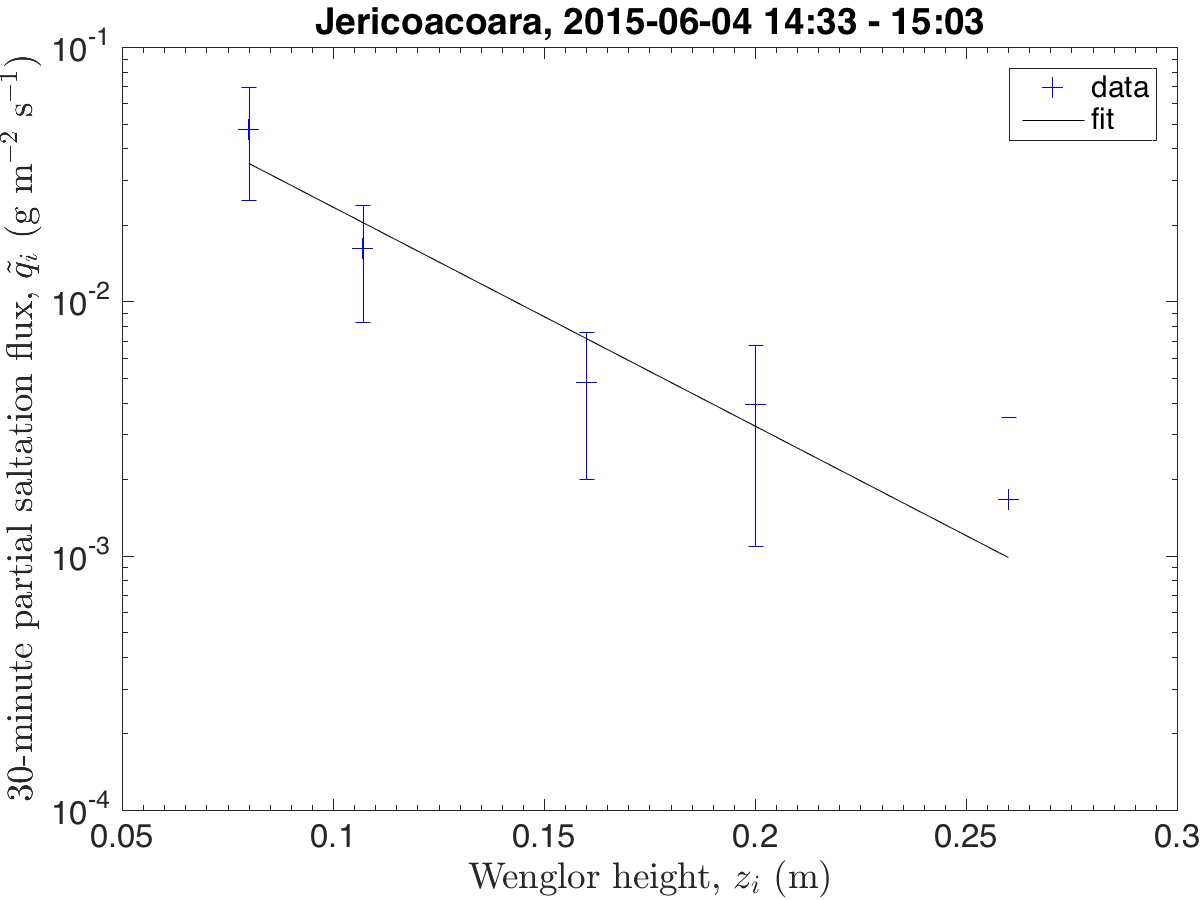 Jericoacoara, 2015-06-04 14:33 - 15:03
data
fit
30-minute partial saltation flux, q̃ᵢ (g m⁻² s⁻¹)
10⁻¹
10⁻²
10⁻³
10⁻⁴
0.05 0.1 0.15 0.2 0.25 0.3
Wenglor height, zᵢ (m)